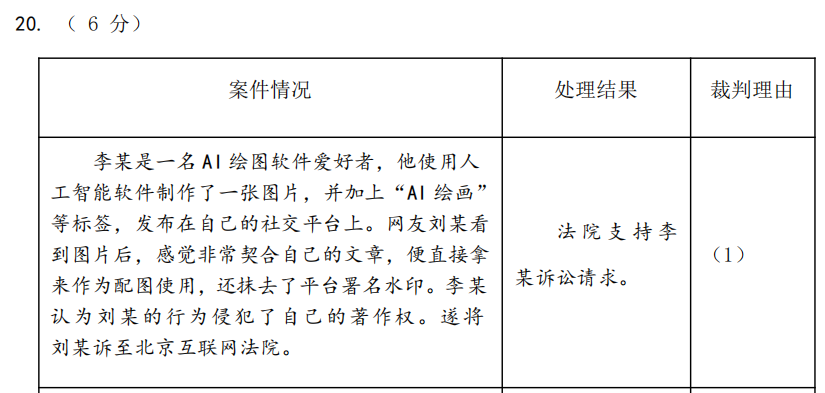 20. （ 6 分）
案件情况 处理结果 裁判理由
李某是一名 AI 绘图软件爱好者，他使用人
工智能软件制作了一张图片，并加上“AI 绘画”
等标签，发布在自己的社交平台上。网友刘某看
到图片后，感觉非常契合自己的文章，便直接拿
来作为配图使用，还抹去了平台署名水印。李某
认为刘某的行为侵犯了自己的著作权。遂将
刘某诉至北京互联网法院。
法院支持李
某诉讼请求。
（1）